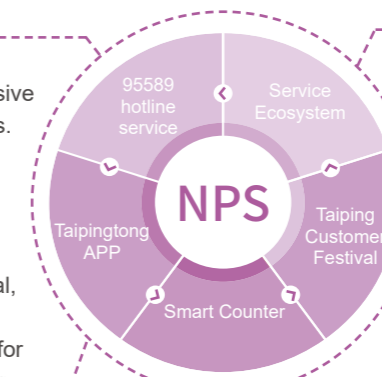 sive
s.
al,
for
95589
hotline
service
Service
Ecosystem
Taipingtong
APP
NPS
Taiping
Customer
Festival
Smart Counter